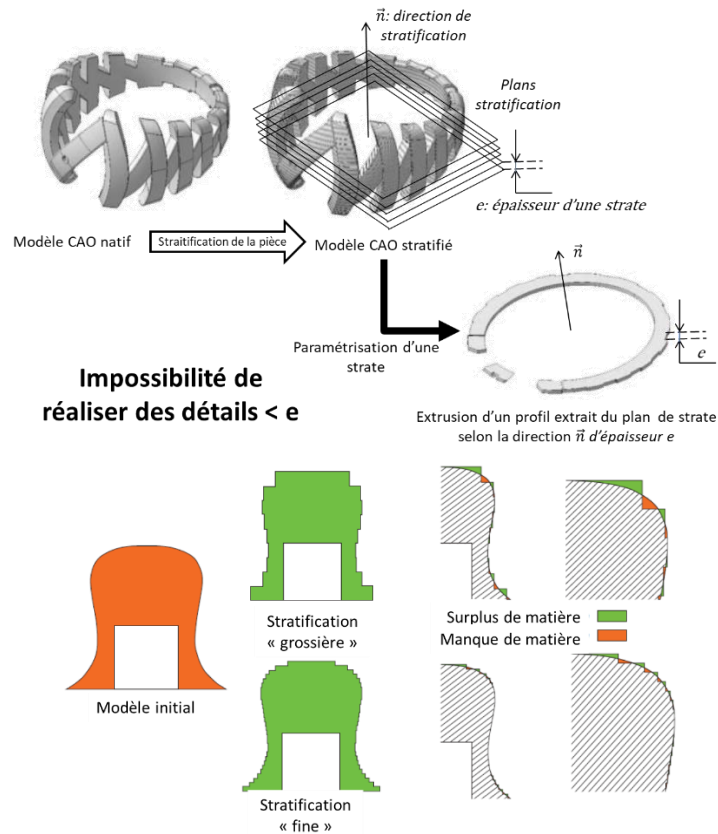 n⃗: direction de
stratification
Plans
stratification
e: épaisseur d'une strate
Modèle CAO natif
Straitification de la pièce
Modèle CAO stratifié
n⃗
Paramétrisation d'une
strate
e
Impossibilité de
réaliser des détails < e
Extrusion d'un profil extrait du plan de strate
selon la direction n⃗ d'épaisseur e
Stratification
« grossière »
Surplus de matière
Manque de matière
Modèle initial
Stratification
« fine »